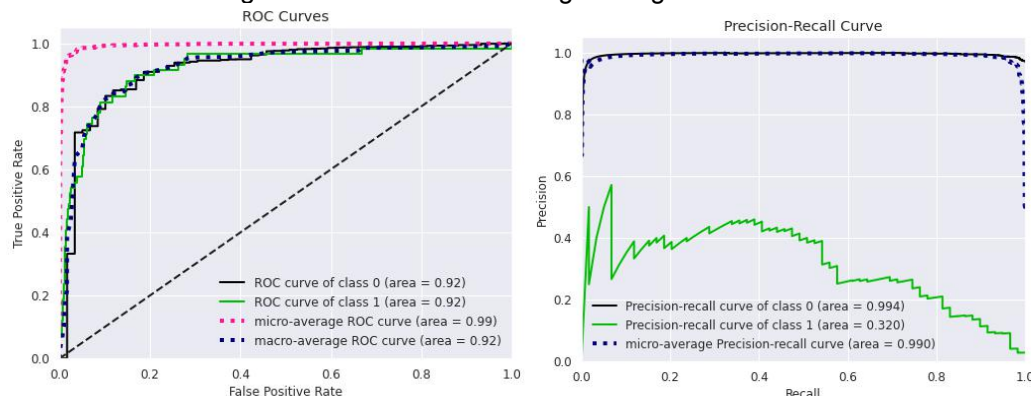 ROC Curves
True Positive Rate
1.0
0.8
0.6
0.4
0.2
0.0
ROC curve of class 0 (area = 0.92)
ROC curve of class 1 (area = 0.92)
micro-average ROC curve (area = 0.99)
macro-average ROC curve (area = 0.92)
0.0 0.2 0.4 0.6 0.8 1.0
False Positive Rate
Precision-Recall Curve
Precision
1.0
0.8
0.6
0.4
0.2
0.0
Precision-recall curve of class 0 (area = 0.994)
Precision-recall curve of class 1 (area = 0.320)
micro-average Precision-recall curve (area = 0.990)
0.0 0.2 0.4 0.6 0.8 1.0
Recall